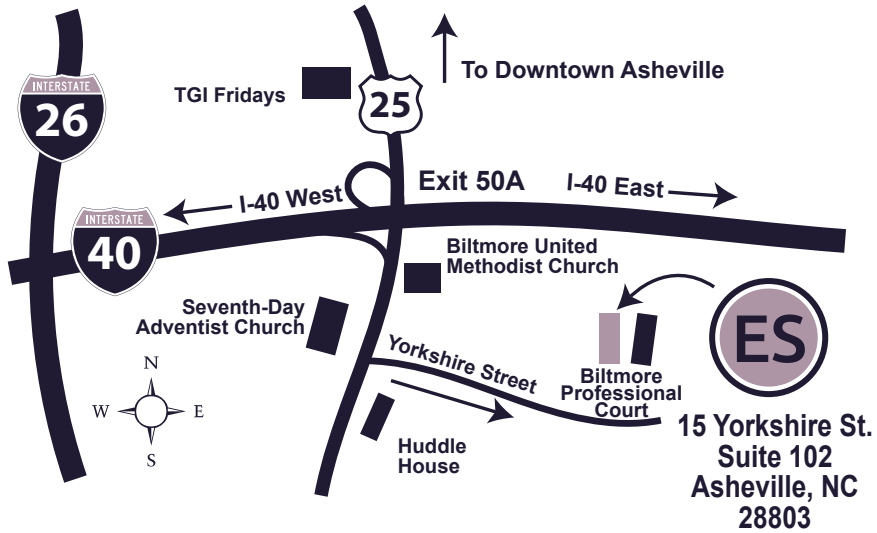 INTERSTATE
26
TGI Fridays
25
To Downtown Asheville
Exit 50A
I-40 East
I-40 West
INTERSTATE
40
Biltmore United
Methodist Church
Seventh-Day
Adventist Church
ES
Yorkshire Street
Biltmore
Professional
Court
N
W
E
S
Huddle
House
15 Yorkshire St.
Suite 102
Asheville, NC
28803